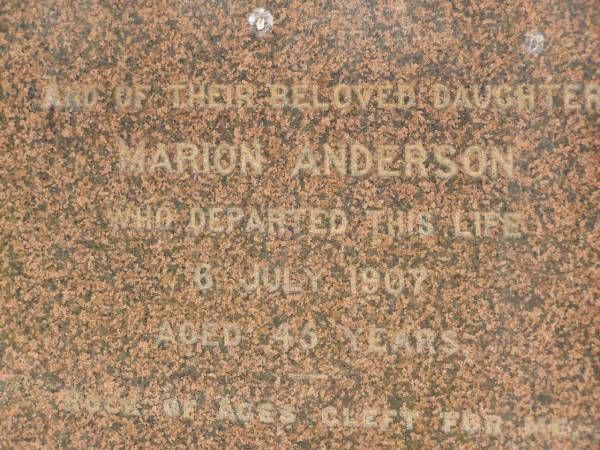 AND OF THEIR BELOVED DAUGHTER
MARION ANDERSON
WHO DEPARTED THIS LIFE
6 JULY 1907
AGED 45 YEARS.
ROCK OF AGES CLEFT FOR ME.